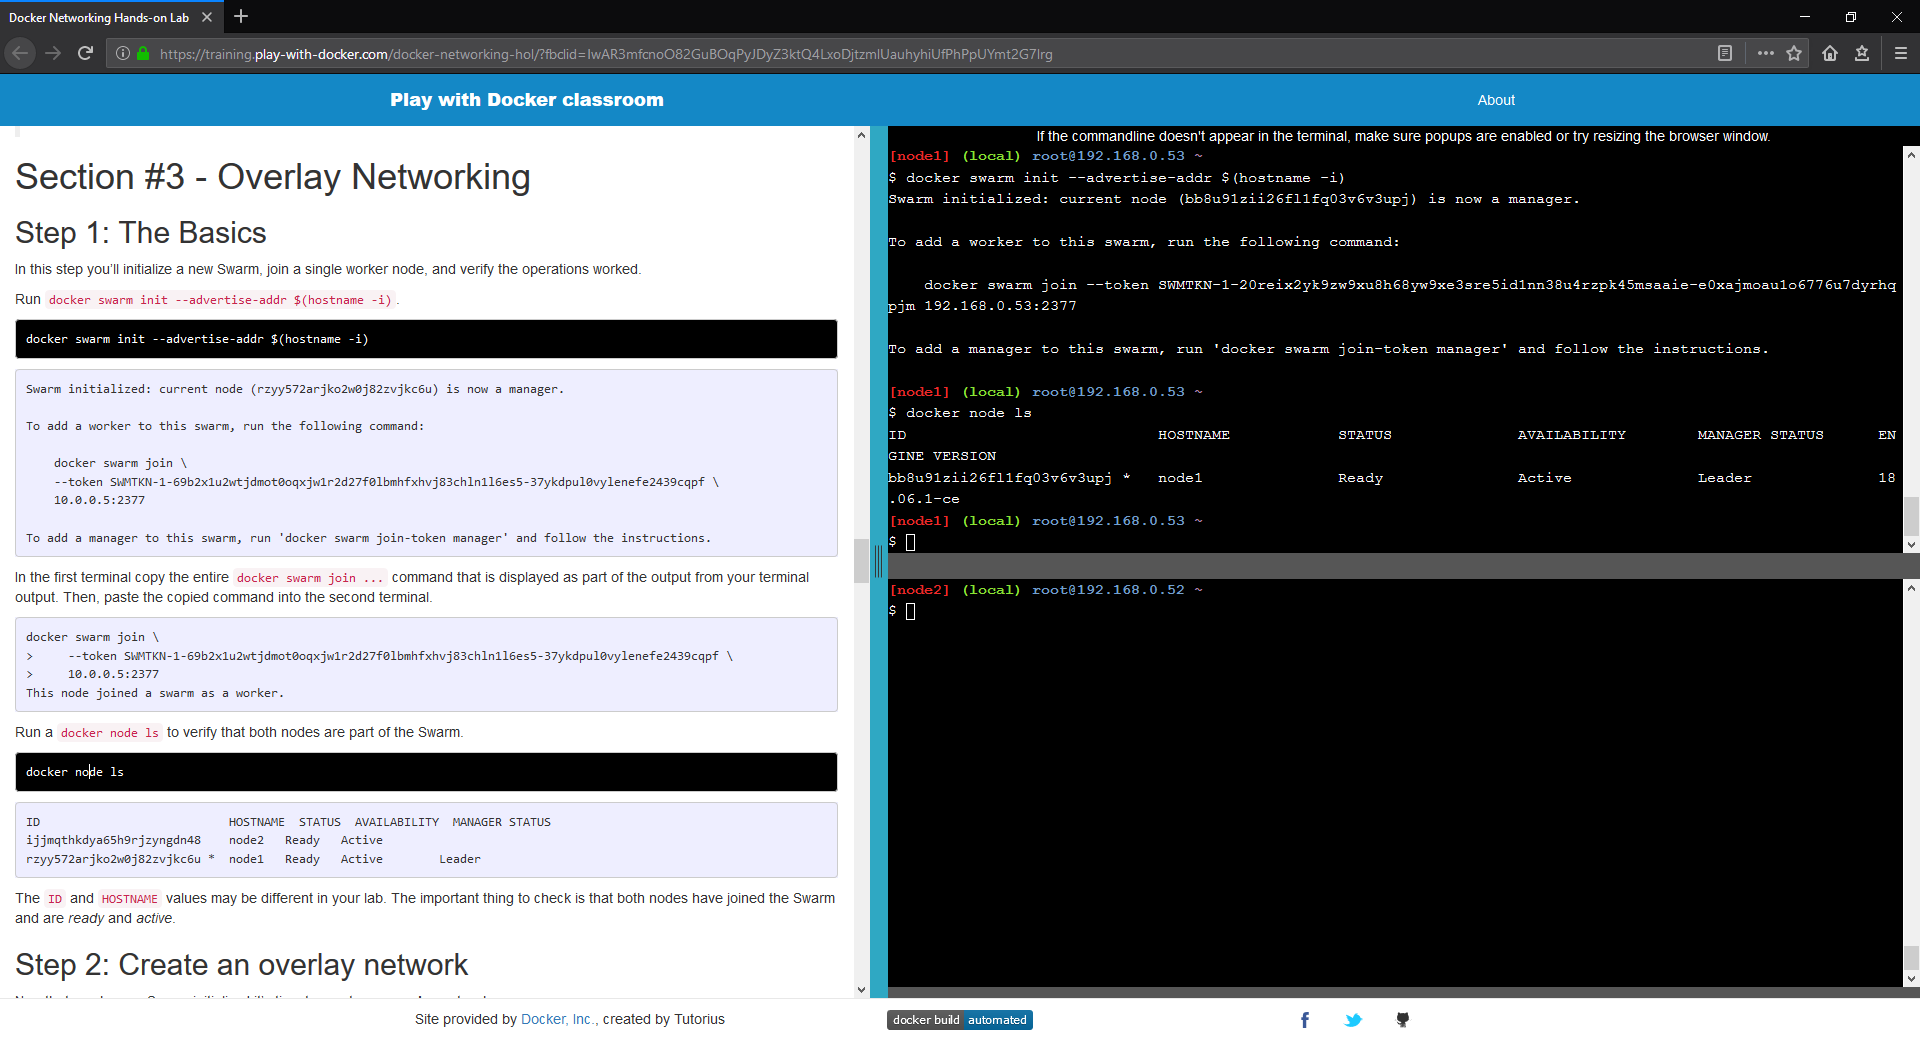 Docker Networking Hands-on Lab
https://training.play-with-docker.com/docker-networking-hol/?fbclid=IwAR3mfcnoO82GuBOqPyJDyZ3ktQ4LxoDjtzmlUauhyhiUfPhPpUYmt2G7lrg
Play with Docker classroom
About
Section #3 - Overlay Networking
Step 1: The Basics
In this step you'll initialize a new Swarm, join a single worker node, and verify the operations worked.
Run docker swarm init --advertise-addr $(hostname -i).
docker swarm init --advertise-addr $(hostname -i)
Swarm initialized: current node (rzyy572arjko2w0j82zvjkc6u) is now a manager.
To add a worker to this swarm, run the following command:
docker swarm join \
--token SWMTKN-1-69b2x1u2wtjdmot0oqxjw1r2d27f0lbmhfxhvj83chln1l6es5-37ykdpul0vylenefe2439cqpf \
10.0.0.5:2377
To add a manager to this swarm, run 'docker swarm join-token manager' and follow the instructions.
In the first terminal copy the entire docker swarm join ... command that is displayed as part of the output from your terminal
output. Then, paste the copied command into the second terminal.
docker swarm join \
> --token SWMTKN-1-69b2x1u2wtjdmot0oqxjw1r2d27f0lbmhfxhvj83chln1l6es5-37ykdpul0vylenefe2439cqpf \
> 10.0.0.5:2377
This node joined a swarm as a worker.
Run a docker node ls to verify that both nodes are part of the Swarm.
docker node ls
ID HOSTNAME STATUS AVAILABILITY MANAGER STATUS
ijjmqthkdya65h9rjzyngdn48 node2 Ready Active
rzyy572arjko2w0j82zvjkc6u * node1 Ready Active Leader
The ID and HOSTNAME values may be different in your lab. The important thing to check is that both nodes have joined the Swarm
and are ready and active.
Step 2: Create an overlay network
If the commandline doesn't appear in the terminal, make sure popups are enabled or try resizing the browser window.
[node1] (local) root@192.168.0.53 ~
$ docker swarm init --advertise-addr $(hostname -i)
Swarm initialized: current node (bb8u91zii26fl1fq03v6v3upj) is now a manager.
To add a worker to this swarm, run the following command:
docker swarm join --token SWMTKN-1-20reix2yk9zw9xu8h68yw9xe3sre5id1nn38u4rzpk45msaaie-e0xajmoau1o6776u7dyrhq
pjm 192.168.0.53:2377
To add a manager to this swarm, run 'docker swarm join-token manager' and follow the instructions.
[node1] (local) root@192.168.0.53 ~
$ docker node ls
ID HOSTNAME STATUS AVAILABILITY MANAGER STATUS EN
GINE VERSION
bb8u91zii26fl1fq03v6v3upj * node1 Ready Active Leader 18
.06.1-ce
[node1] (local) root@192.168.0.53 ~
$
[node2] (local) root@192.168.0.52 ~
$
Site provided by Docker, Inc., created by Tutorius
docker build automated